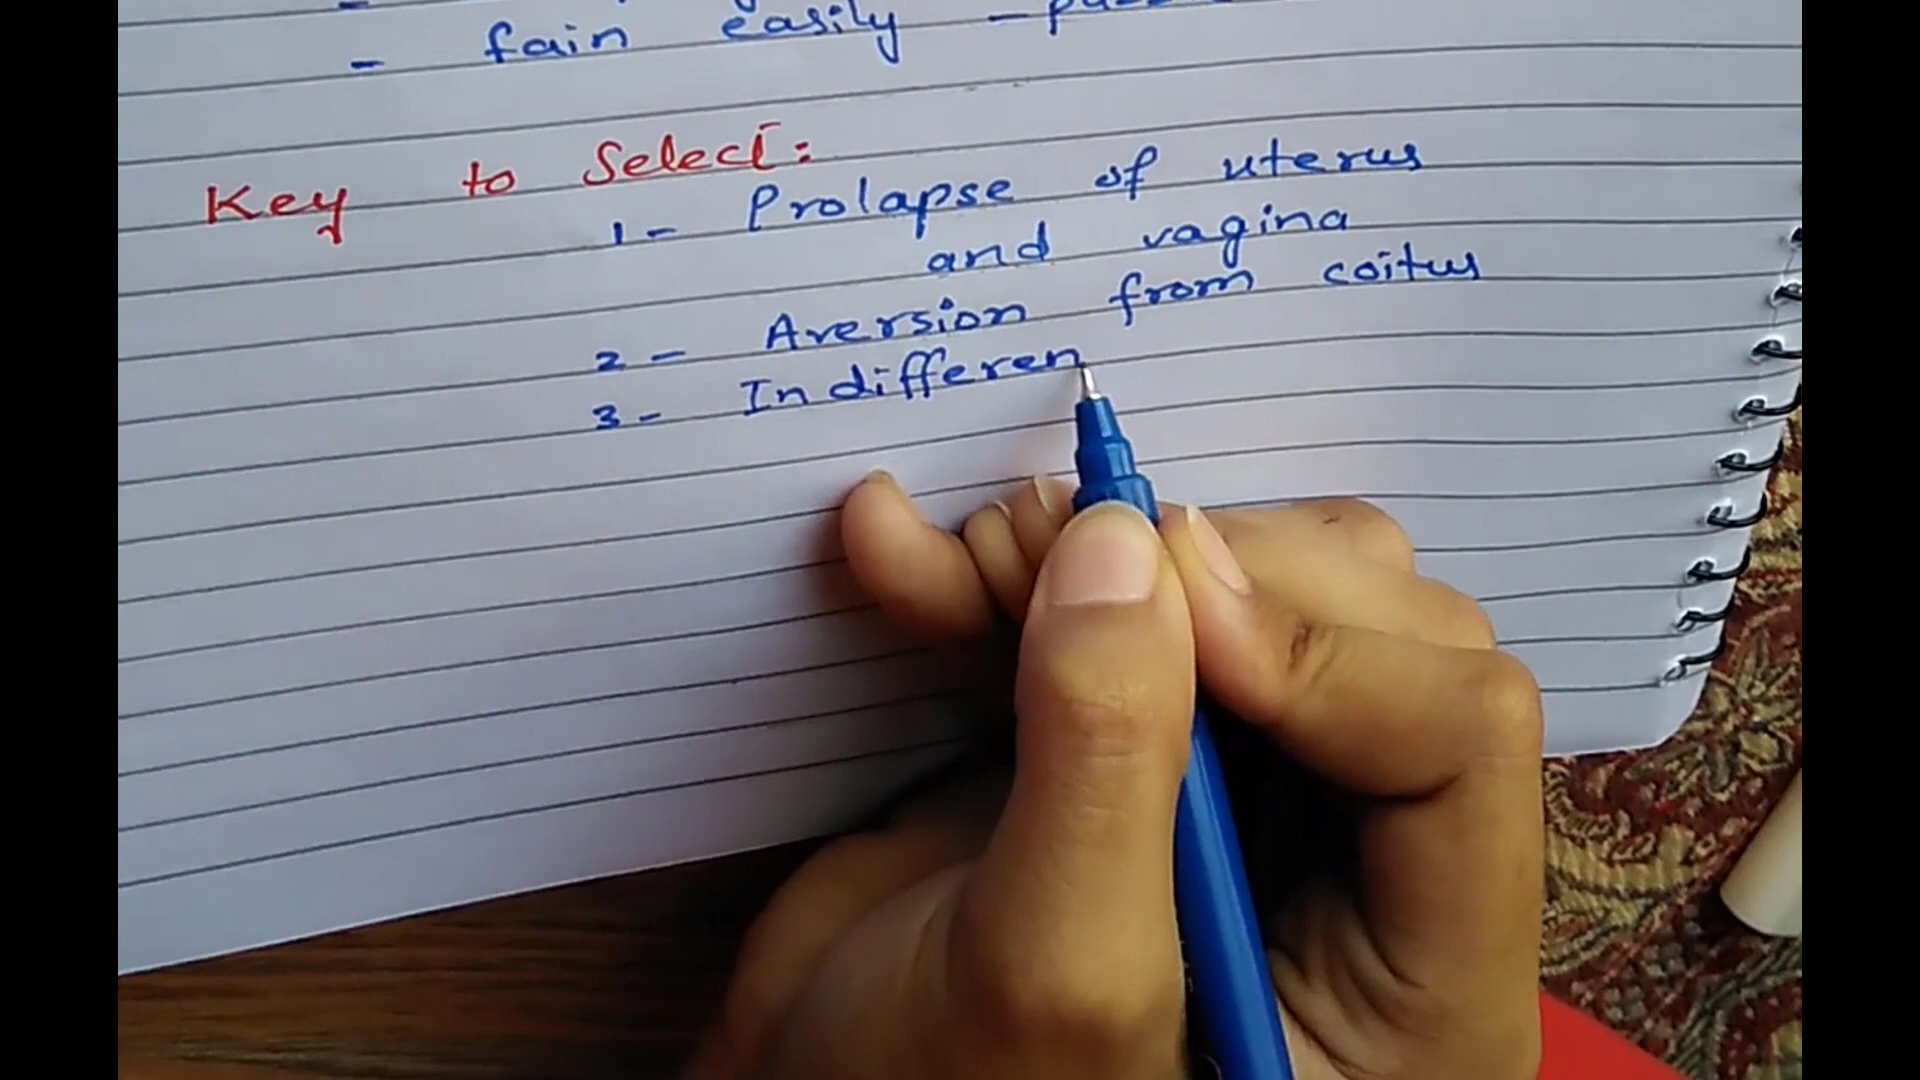 - fain easily -
Key to Select:
1- Prolapse of uterus
and vagina
2- Aversion from coitus
3- Indifferen